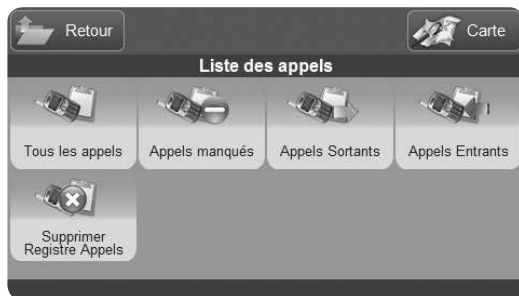 Retour
Carte
Liste des appels
Tous les appels
Appels manqués
Appels Sortants
Appels Entrants
Supprimer
Registre Appels